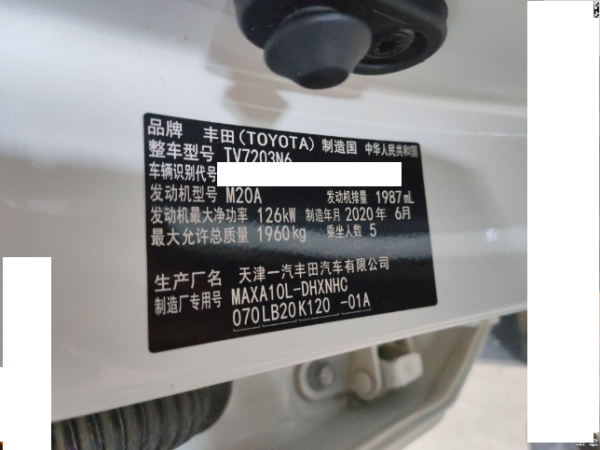 品牌 丰田(TOYOTA) 制造国 中华人民共和国
整车型号 TV7203N6
车辆识别代号
发动机型号 M20A 发动机排量 1987mL
发动机最大净功率 126kW 制造年月 2020年 6月
最大允许总质量 1960kg 乘坐人数 5
生产厂名 天津一汽丰田汽车有限公司
制造厂专用号 MAXA10L-DHXNHC
070LB20K120 -01A